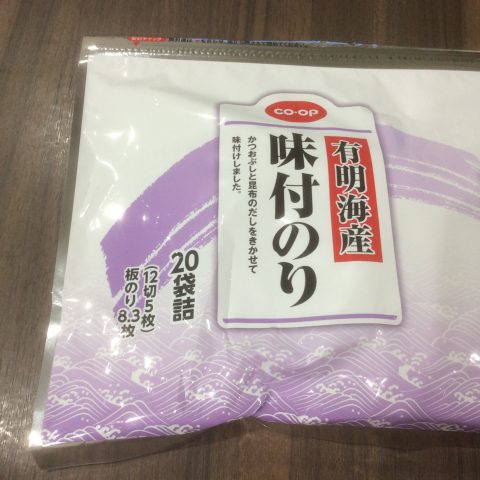 CO-OP
有明海産
味付のり
かつおぶしと昆布のだしをきかせて
味付けしました。
20袋詰
(12切5枚)
板のり8.3枚